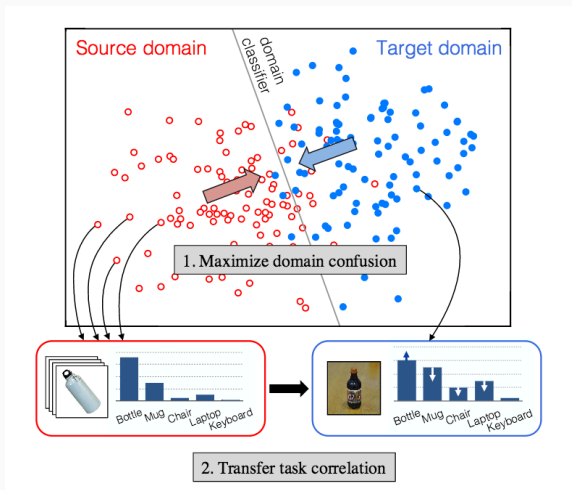 Source domain
domain
classifier
Target domain
1. Maximize domain confusion
Bottle
Mug
Chair
Laptop
Keyboard
Bottle
Mug
Chair
Laptop
Keyboard
2. Transfer task correlation